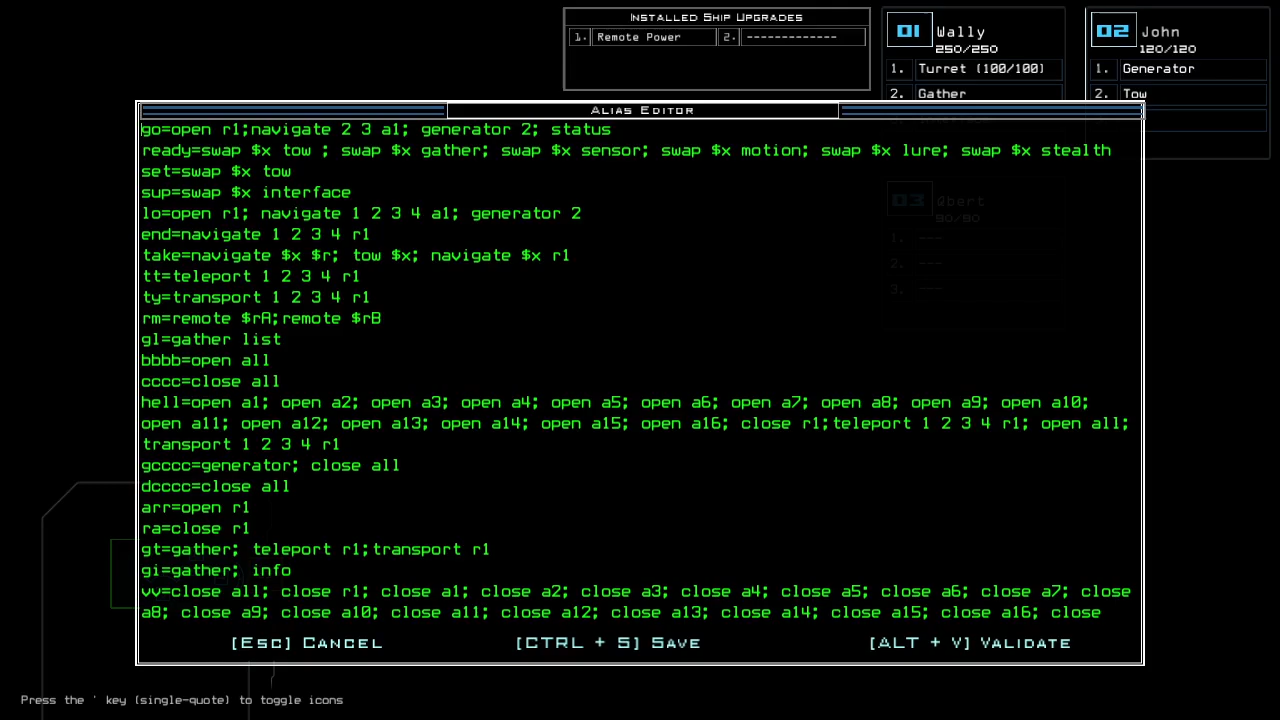 Installed Ship Upgrades
1. Remote Power 2. -------------
01 Wally
250/250
1. Turret (100/100)
2. Gather
02 John
120/120
1. Generator
2. Tow
Alias Editor
go=open r1;navigate 2 3 a1; generator 2; status
ready=swap $x tow ; swap $x gather; swap $x sensor; swap $x motion; swap $x lure; swap $x stealth
set=swap $x tow
sup=swap $x interface
lo=open r1; navigate 1 2 3 4 a1; generator 2
end=navigate 1 2 3 4 r1
take=navigate $x $r; tow $x; navigate $x r1
tt=teleport 1 2 3 4 r1
ty=transport 1 2 3 4 r1
rm=remote $rA;remote $rB
gl=gather list
bbbb=open all
cccc=close all
hell=open a1; open a2; open a3; open a4; open a5; open a6; open a7; open a8; open a9; open a10;
open a11; open a12; open a13; open a14; open a15; open a16; close r1;teleport 1 2 3 4 r1; open all;
transport 1 2 3 4 r1
gcccc=generator; close all
dcccc=close all
arr=open r1
ra=close r1
gt=gather; teleport r1;transport r1
gi=gather; info
vv=close all; close r1; close a1; close a2; close a3; close a4; close a5; close a6; close a7; close
a8; close a9; close a10; close a11; close a12; close a13; close a14; close a15; close a16; close
03 Qbert
90/90
1. ---
2. ---
3. ---
[Esc] Cancel [CTRL + S] Save [ALT + V] Validate
Press the ' key (single-quote) to toggle icons